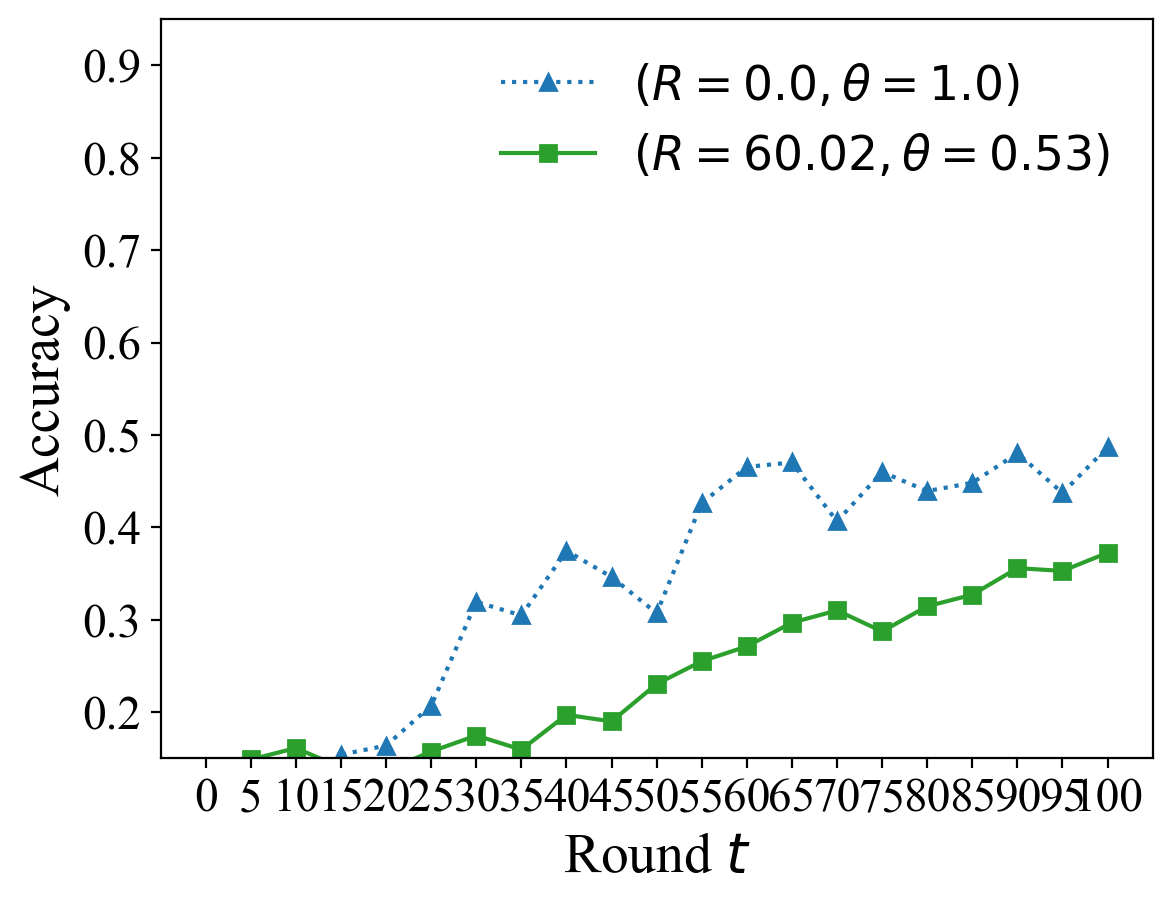 (R = 0.0, θ = 1.0)
(R = 60.02, θ = 0.53)
Accuracy
0.9
0.8
0.7
0.6
0.5
0.4
0.3
0.2
0 5 10 15 20 25 30 35 40 45 50 55 60 65 70 75 80 85 90 95 100
Round t